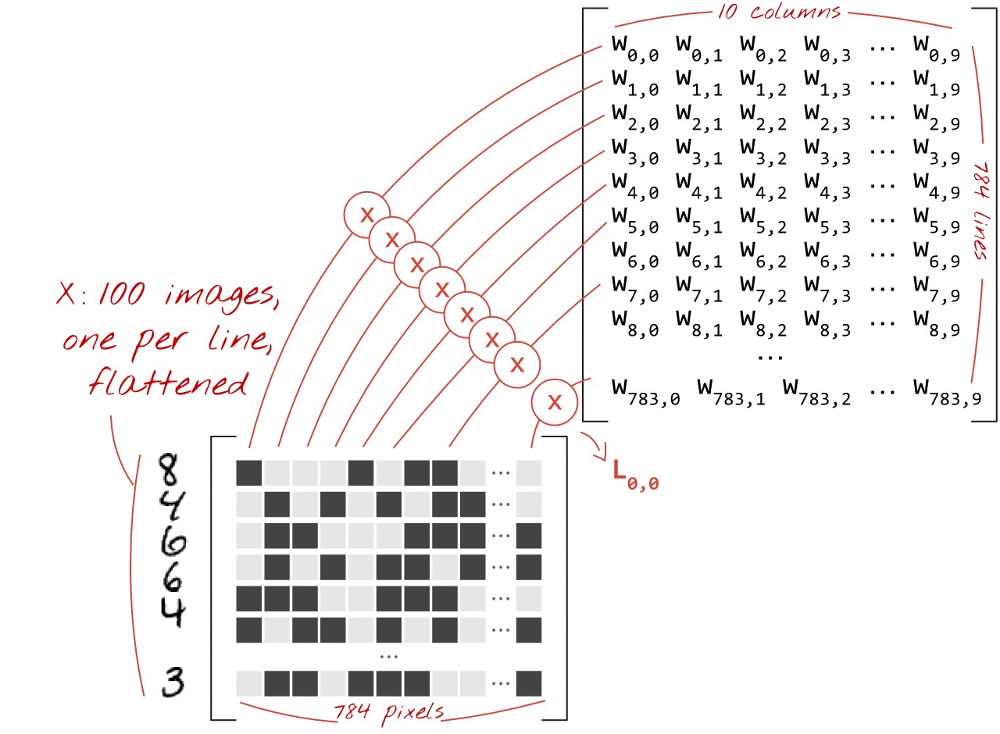 10 columns
W0,0 W0,1 W0,2 W0,3 ... W0,9
W1,0 W1,1 W1,2 W1,3 ... W1,9
W2,0 W2,1 W2,2 W2,3 ... W2,9
W3,0 W3,1 W3,2 W3,3 ... W3,9
W4,0 W4,1 W4,2 W4,3 ... W4,9
W5,0 W5,1 W5,2 W5,3 ... W5,9
W6,0 W6,1 W6,2 W6,3 ... W6,9
W7,0 W7,1 W7,2 W7,3 ... W7,9
W8,0 W8,1 W8,2 W8,3 ... W8,9
...
W783,0 W783,1 W783,2 ... W783,9
784 lines
x
x
x
x
x
x
x
x
L0,0
X: 100 images,
one per line,
flattened
8 ...
4 ...
6 ...
6 ...
4 ...
...
...
3 ...
784 pixels